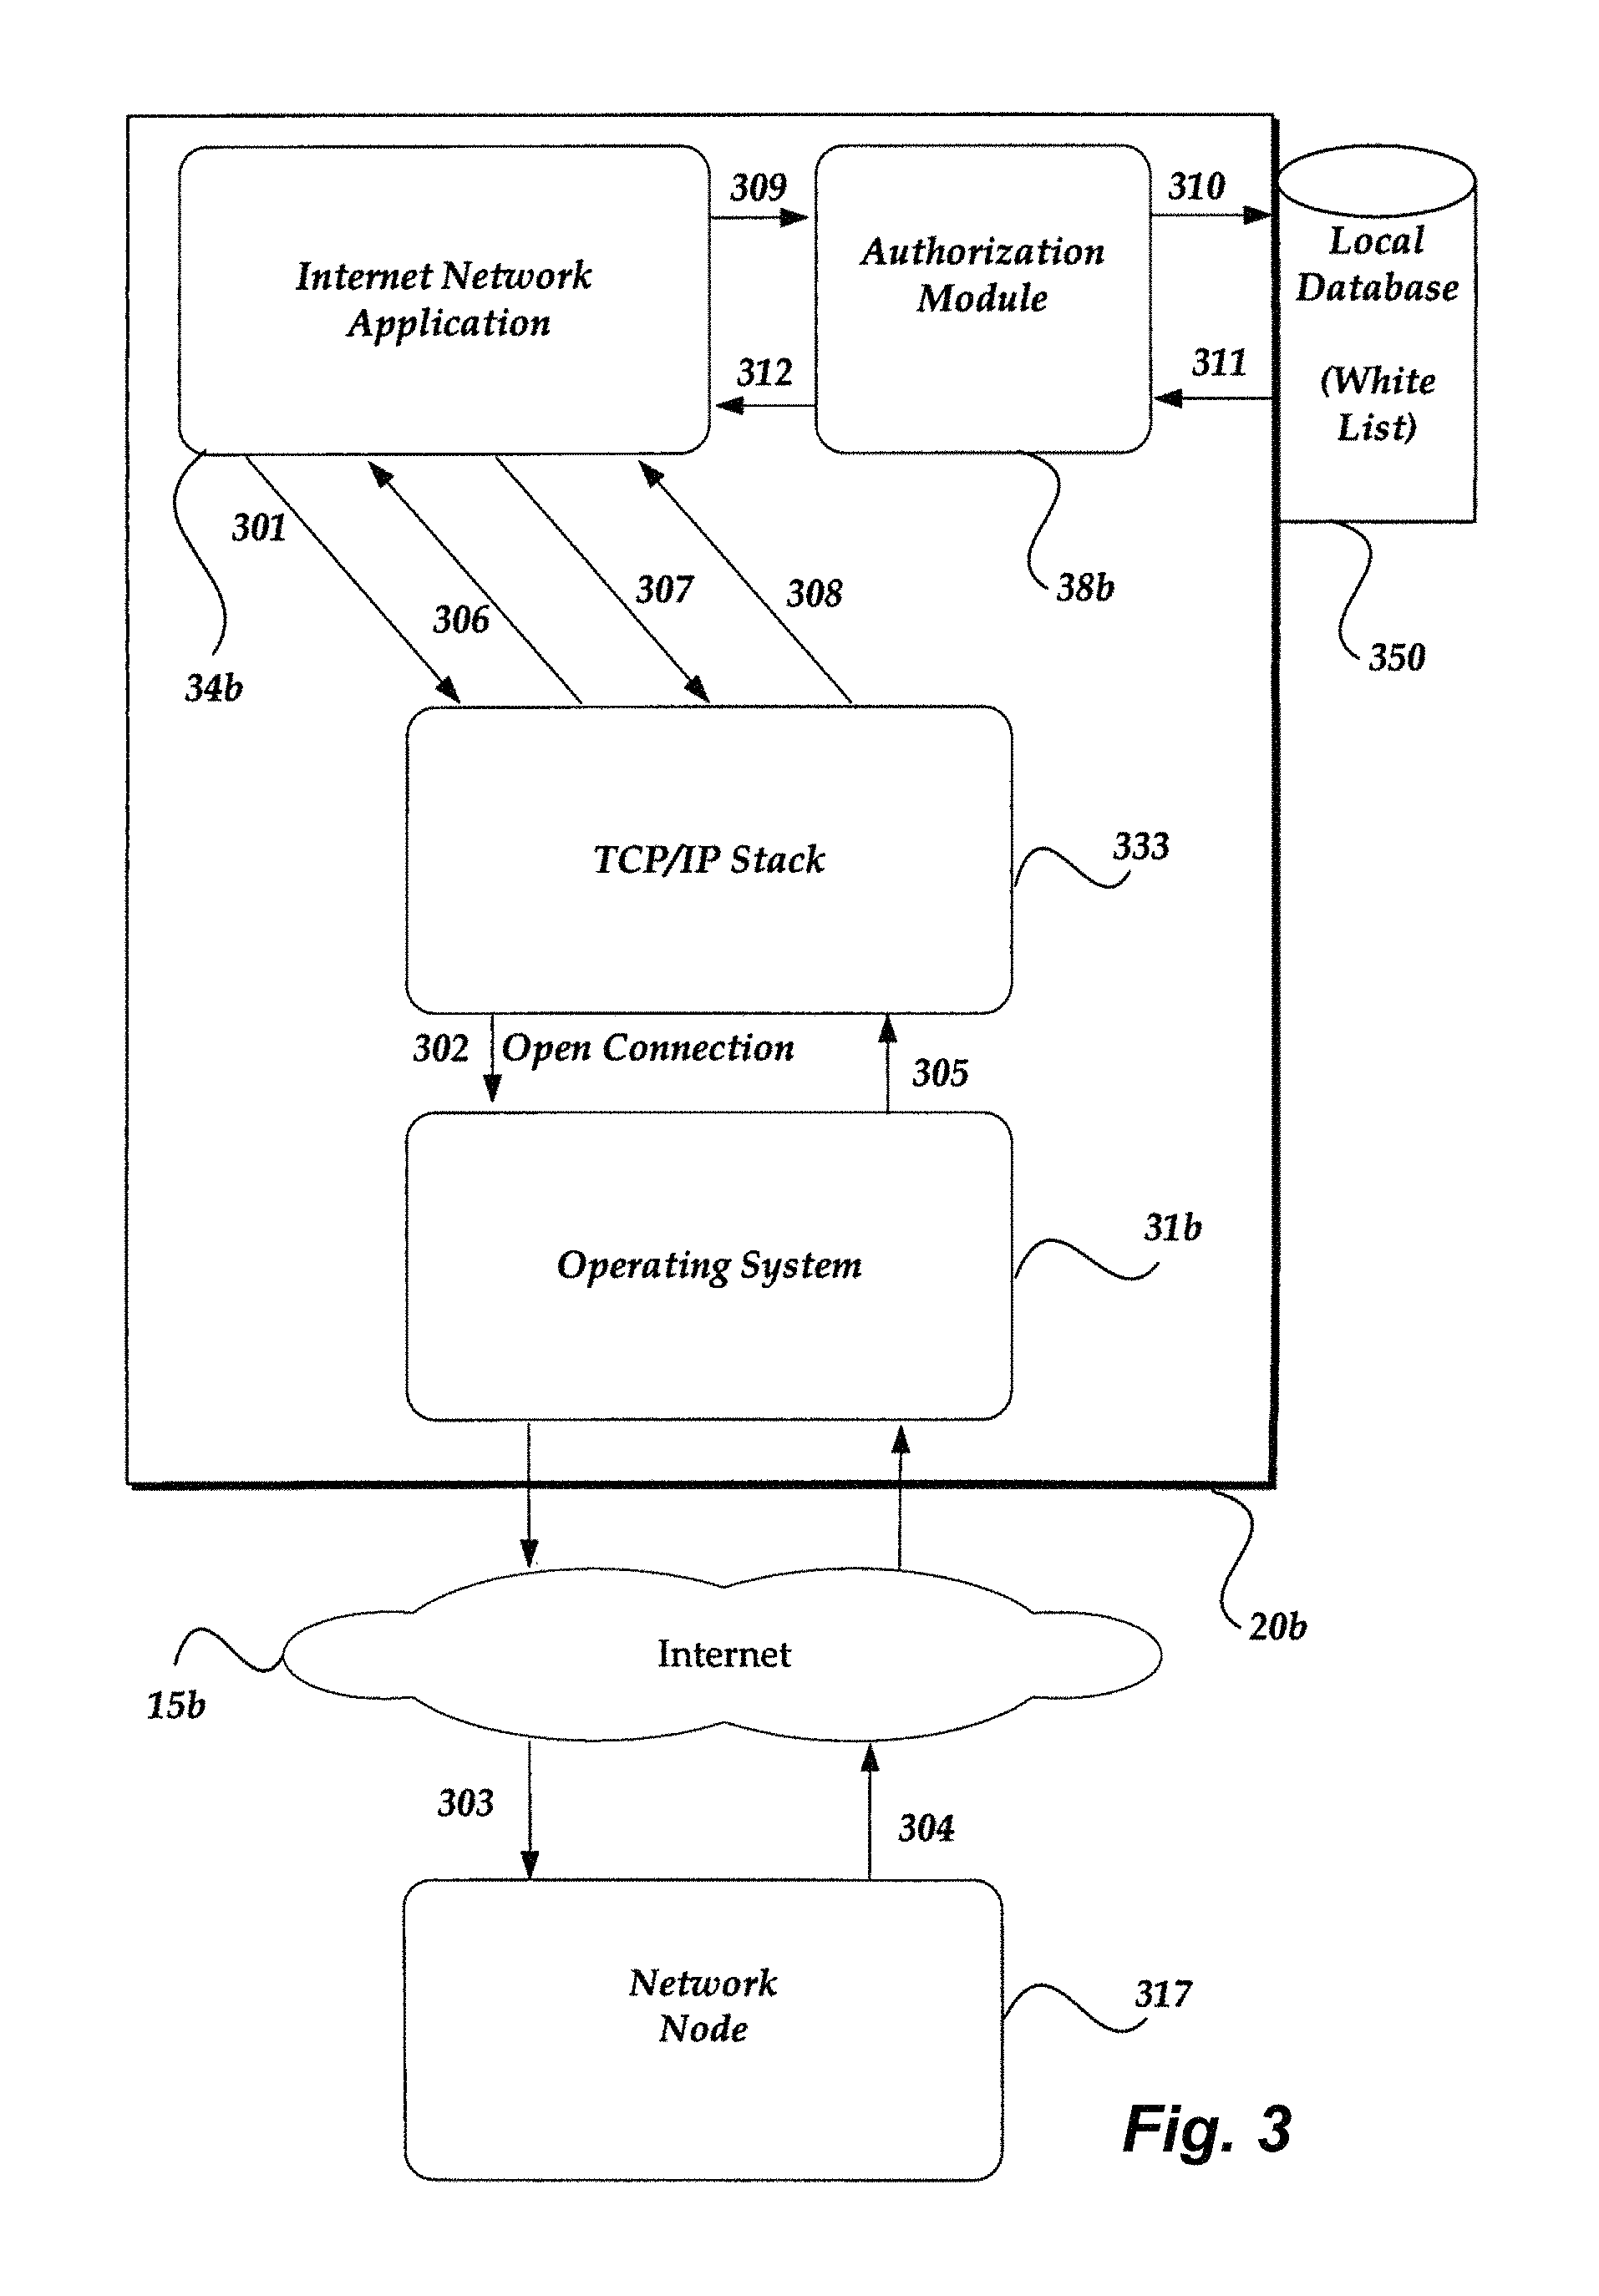 309
310
Internet Network
Application
Authorization
Module
Local
Database
(White
List)
312
311
301
306
307
308
38b
34b
350
TCP/IP Stack
333
302
Open Connection
305
Operating System
31b
Internet
20b
15b
303
304
Network
Node
317
Fig. 3